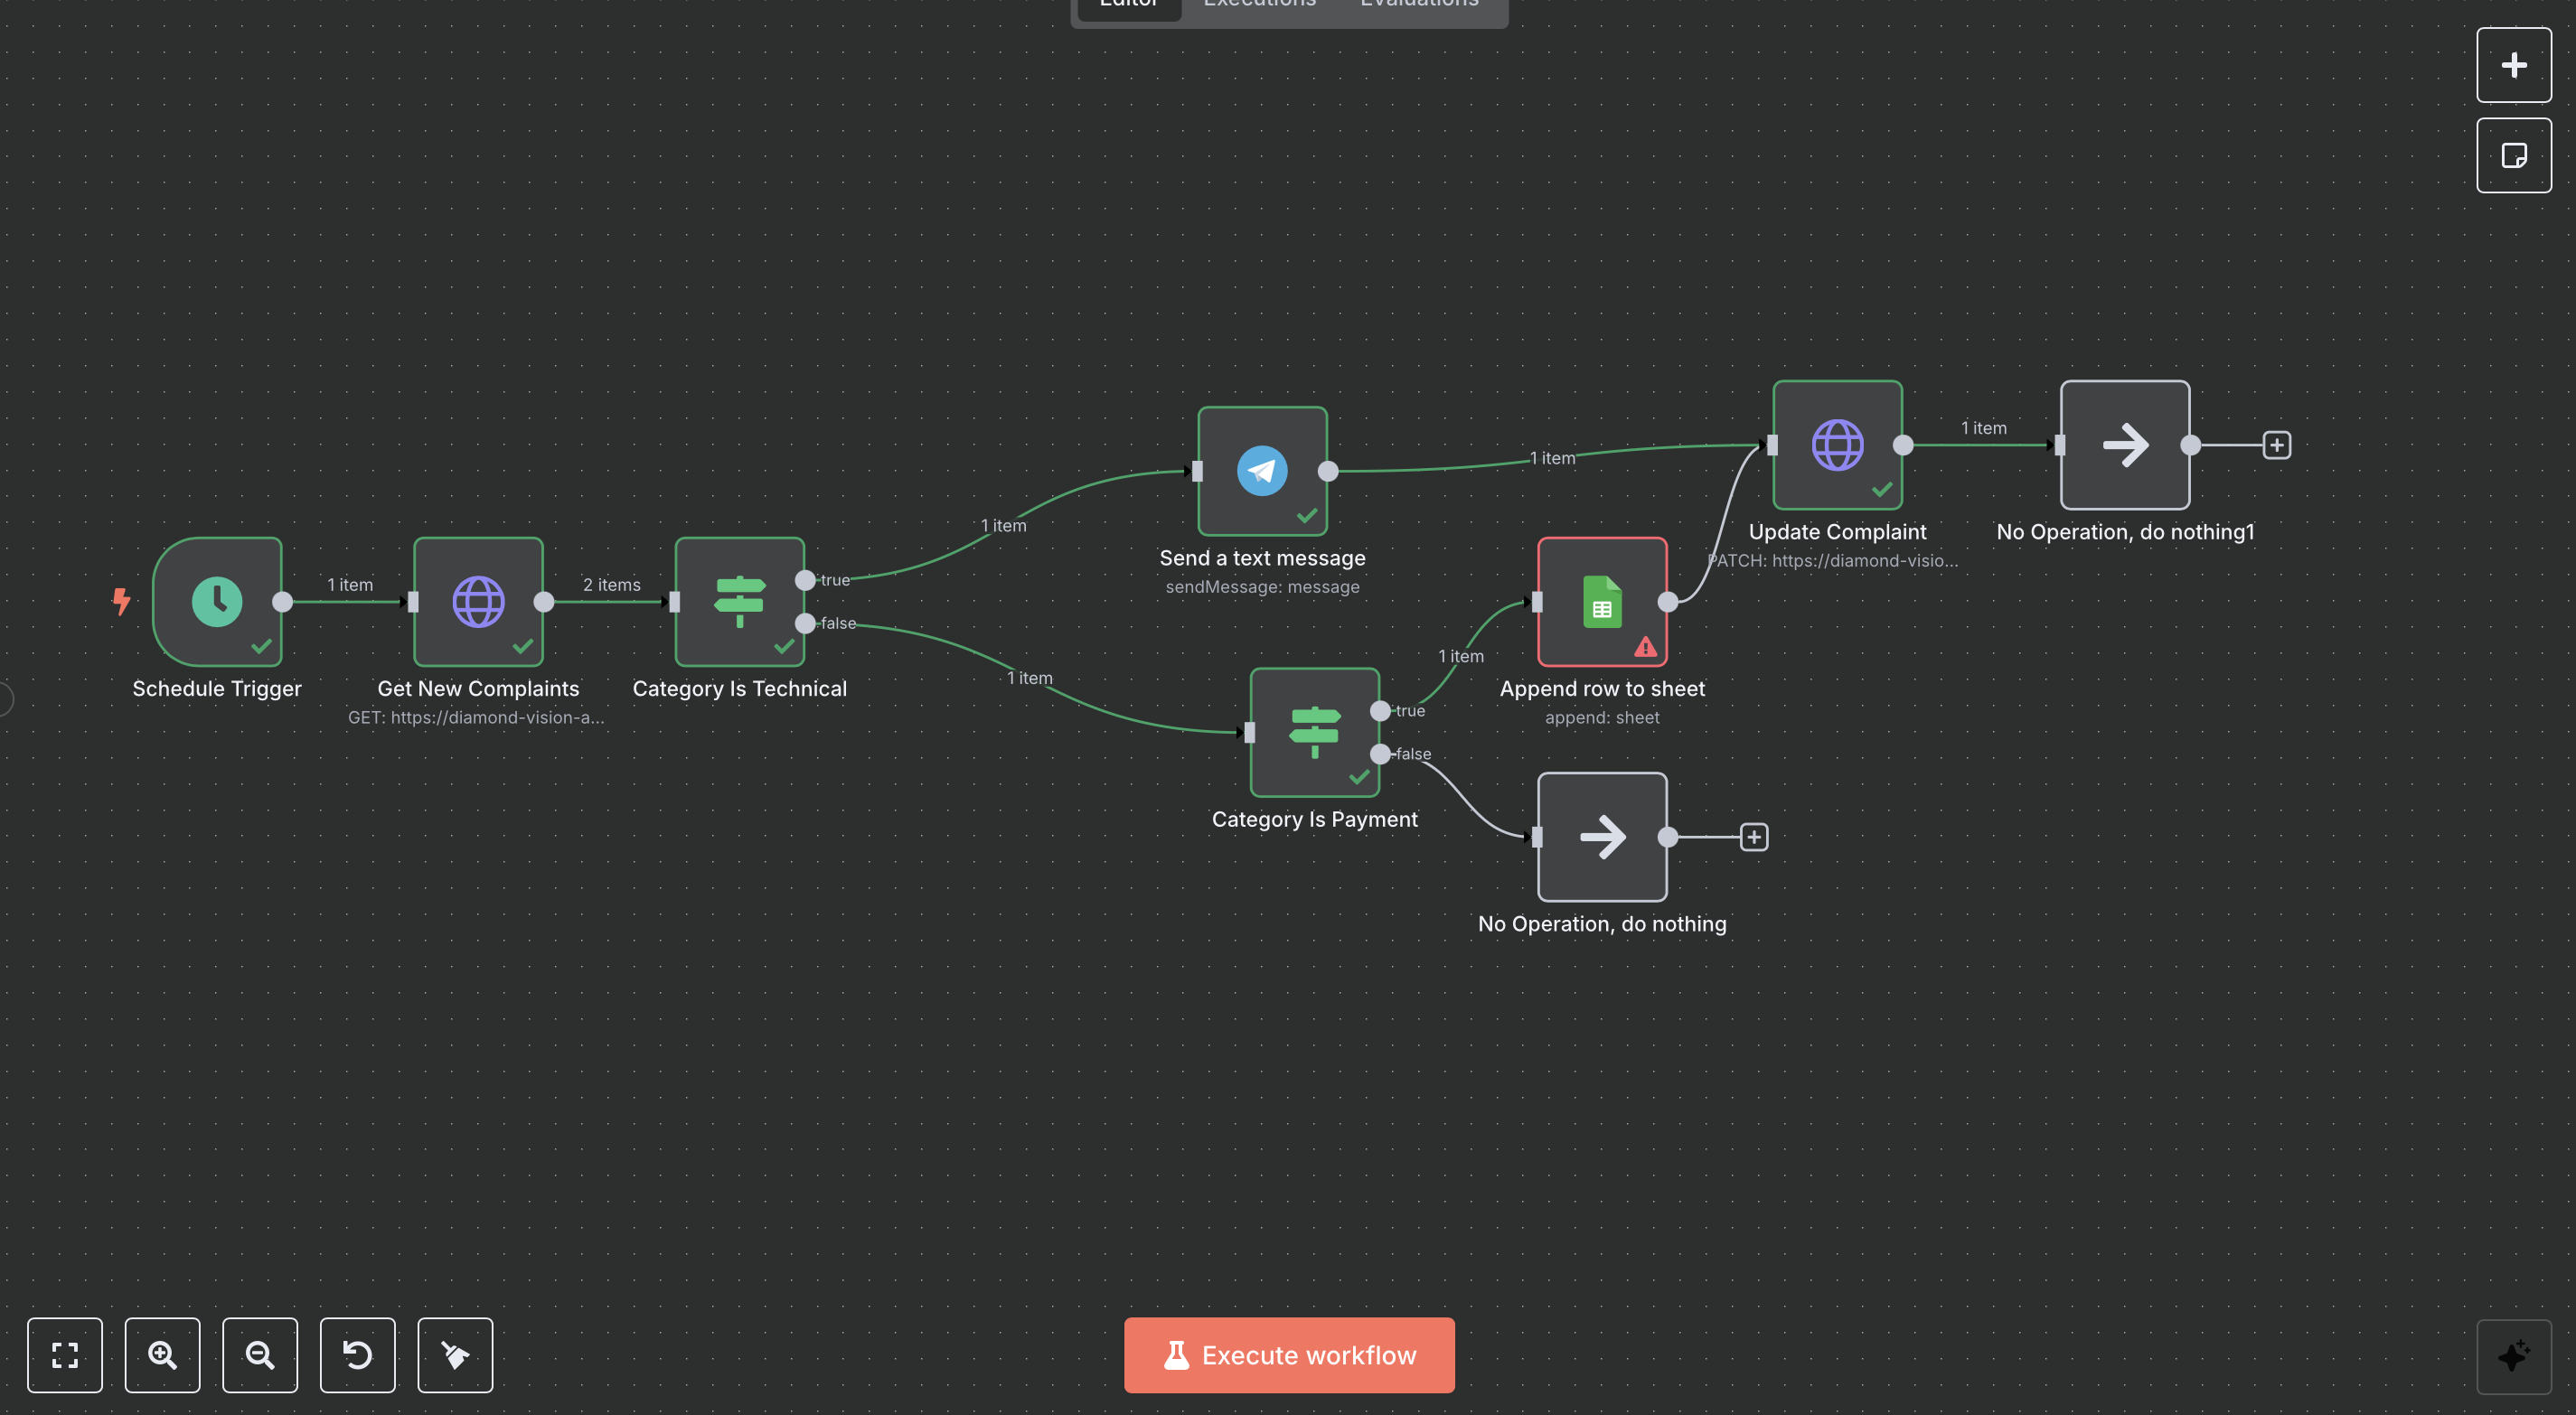 Editor Executions Evaluations
1 item
2 items
true
false
1 item
1 item
Schedule Trigger
Get New Complaints
GET: https://diamond-vision-a...
Category Is Technical
Send a text message
sendMessage: message
1 item
Update Complaint
PATCH: https://diamond-visio...
1 item
No Operation, do nothing1
Category Is Payment
true
false
1 item
Append row to sheet
append: sheet
No Operation, do nothing
Execute workflow